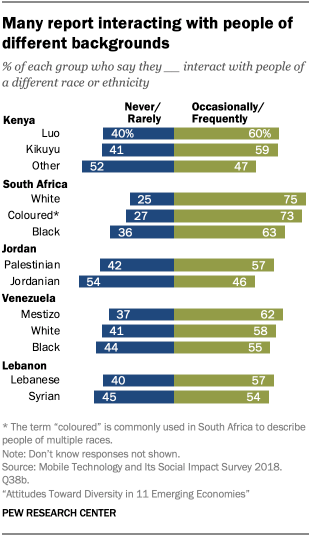 Many report interacting with people of
different backgrounds
% of each group who say they __ interact with people of
a different race or ethnicity
Never/ Occasionally/
Kenya Rarely Frequently
Luo 40% 60%
Kikuyu 41 59
Other 52 47
South Africa
White 25 75
Coloured* 27 73
Black 36 63
Jordan
Palestinian 42 57
Jordanian 54 46
Venezuela
Mestizo 37 62
White 41 58
Black 44 55
Lebanon
Lebanese 40 57
Syrian 45 54
* The term “coloured” is commonly used in South Africa to describe
people of multiple races.
Note: Don’t know responses not shown.
Source: Mobile Technology and Its Social Impact Survey 2018.
Q38b.
“Attitudes Toward Diversity in 11 Emerging Economies”
PEW RESEARCH CENTER